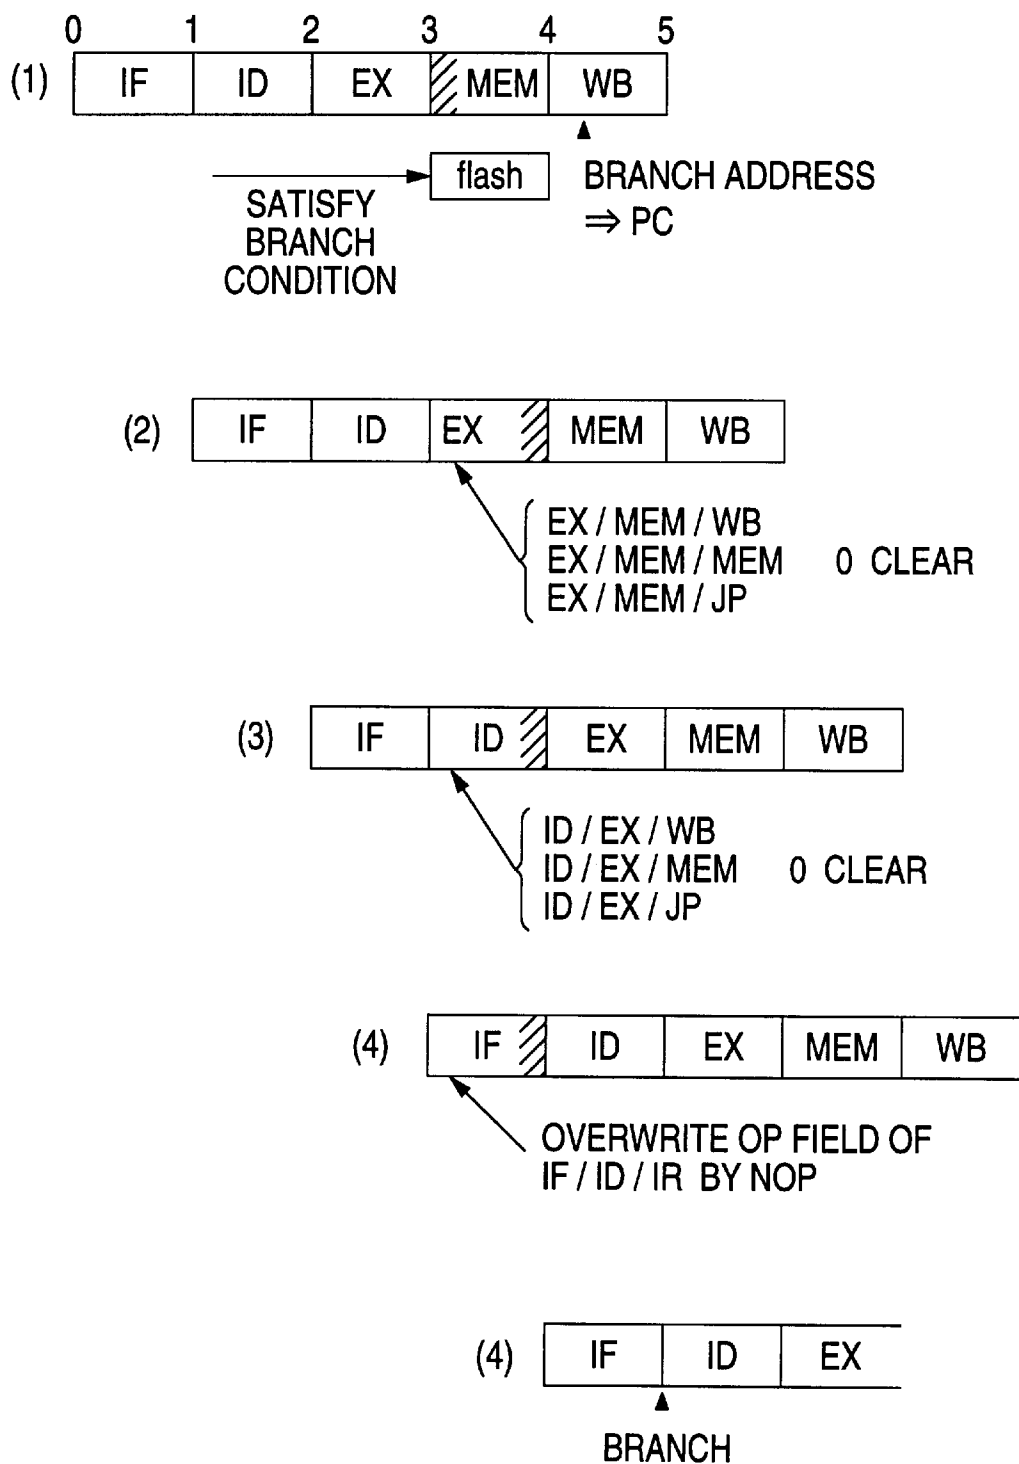 0 1 2 3 4 5
(1) IF ID EX MEM WB
flash
BRANCH ADDRESS
⇒ PC
SATISFY
BRANCH
CONDITION
(2) IF ID EX MEM WB
EX / MEM / WB
EX / MEM / MEM 0 CLEAR
EX / MEM / JP
(3) IF ID EX MEM WB
ID / EX / WB
ID / EX / MEM 0 CLEAR
ID / EX / JP
(4) IF ID EX MEM WB
OVERWRITE OP FIELD OF
IF / ID / IR BY NOP
(4) IF ID EX
BRANCH